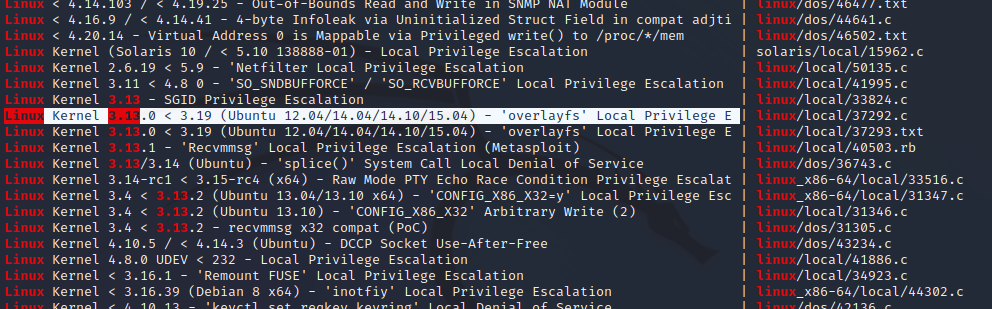 Linux < 4.14.103 / < 4.19.25 - Out-of-Bounds Read and Write in SNMP NAT Module | linux/dos/46477.txt
Linux < 4.16.9 / < 4.14.41 - 4-byte Infoleak via Uninitialized Struct Field in compat adjti | linux/dos/44641.c
Linux < 4.20.14 - Virtual Address 0 is Mappable via Privileged write() to /proc/*/mem | linux/dos/46502.txt
Linux Kernel (Solaris 10 / < 5.10 138888-01) - Local Privilege Escalation | solaris/local/15962.c
Linux Kernel 2.6.19 < 5.9 - 'Netfilter Local Privilege Escalation | linux/local/50135.c
Linux Kernel 3.11 < 4.8 0 - 'SO_SNDBUFFORCE' / 'SO_RCVBUFFORCE' Local Privilege Escalation | linux/local/41995.c
Linux Kernel 3.13 - SGID Privilege Escalation | linux/local/33824.c
Linux Kernel 3.13.0 < 3.19 (Ubuntu 12.04/14.04/14.10/15.04) - 'overlayfs' Local Privilege E | linux/local/37292.c
Linux Kernel 3.13.0 < 3.19 (Ubuntu 12.04/14.04/14.10/15.04) - 'overlayfs' Local Privilege E | linux/local/37293.txt
Linux Kernel 3.13.1 - 'Recvmmsg' Local Privilege Escalation (Metasploit) | linux/local/40503.rb
Linux Kernel 3.13/3.14 (Ubuntu) - 'splice()' System Call Local Denial of Service | linux/dos/36743.c
Linux Kernel 3.14-rc1 < 3.15-rc4 (x64) - Raw Mode PTY Echo Race Condition Privilege Escalat | linux_x86-64/local/33516.c
Linux Kernel 3.4 < 3.13.2 (Ubuntu 13.04/13.10 x64) - 'CONFIG_X86_X32=y' Local Privilege Esc | linux_x86-64/local/31347.c
Linux Kernel 3.4 < 3.13.2 (Ubuntu 13.10) - 'CONFIG_X86_X32' Arbitrary Write (2) | linux/local/31346.c
Linux Kernel 3.4 < 3.13.2 - recvmmsg x32 compat (PoC) | linux/dos/31305.c
Linux Kernel 4.10.5 / < 4.14.3 (Ubuntu) - DCCP Socket Use-After-Free | linux/dos/43234.c
Linux Kernel 4.8.0 UDEV < 232 - Local Privilege Escalation | linux/local/41886.c
Linux Kernel < 3.16.1 - 'Remount FUSE' Local Privilege Escalation | linux/local/34923.c
Linux Kernel < 3.16.39 (Debian 8 x64) - 'inotfiy' Local Privilege Escalation | linux_x86-64/local/44302.c
Linux Kernel < 4.10.13 - 'keyctl_set_reqkey_keyring' Local Denial of Service | linux/dos/42136.c